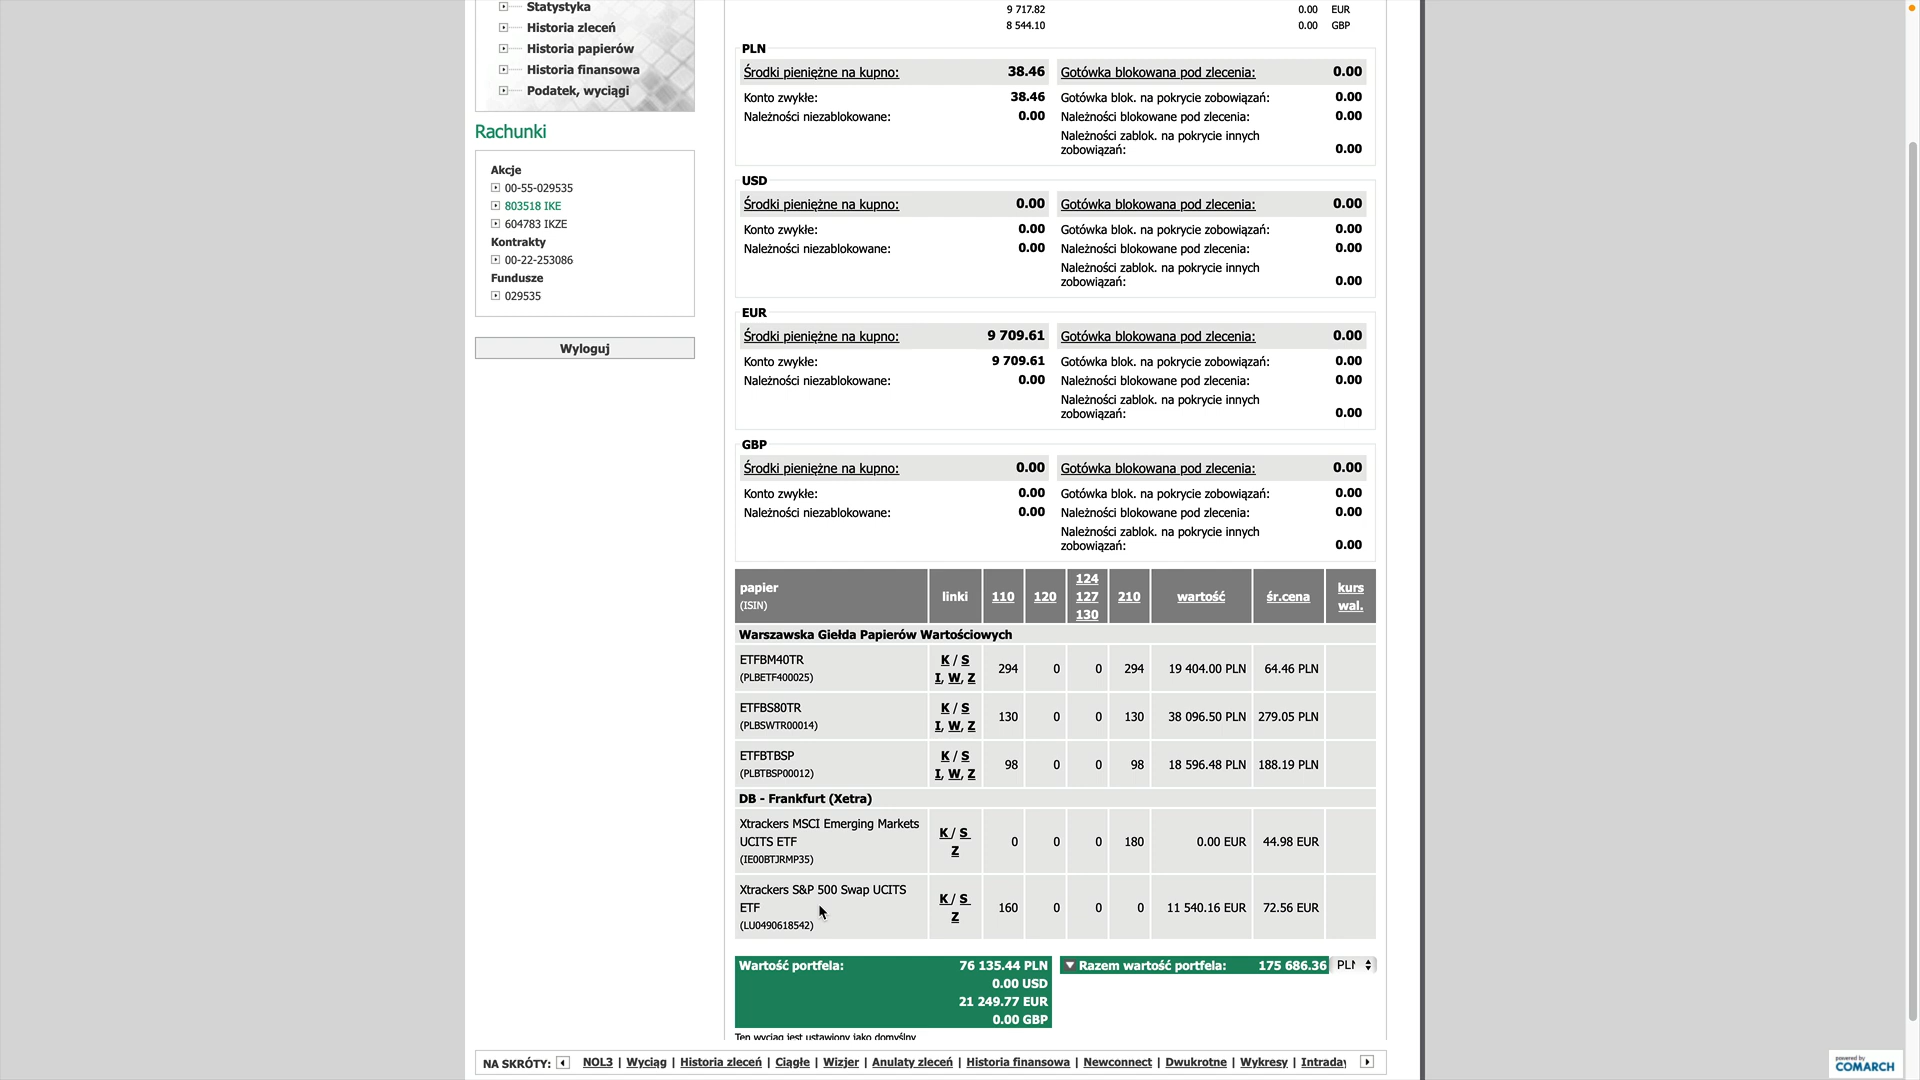 Statystyka
Historia zleceń
Historia papierów
Historia finansowa
Podatek, wyciągi
Rachunki
Akcje
00-55-029535
803518 IKE
604783 IKZE
Kontrakty
00-22-253086
Fundusze
029535
Wyloguj
9 717.82 0.00 EUR
8 544.10 0.00 GBP
PLN
Środki pieniężne na kupno: 38.46 Gotówka blokowana pod zlecenia: 0.00
Konto zwykłe: 38.46 Gotówka blok. na pokrycie zobowiązań: 0.00
Należności niezablokowane: 0.00 Należności blokowane pod zlecenia: 0.00
Należności zablok. na pokrycie innych
zobowiązań: 0.00
USD
Środki pieniężne na kupno: 0.00 Gotówka blokowana pod zlecenia: 0.00
Konto zwykłe: 0.00 Gotówka blok. na pokrycie zobowiązań: 0.00
Należności niezablokowane: 0.00 Należności blokowane pod zlecenia: 0.00
Należności zablok. na pokrycie innych
zobowiązań: 0.00
EUR
Środki pieniężne na kupno: 9 709.61 Gotówka blokowana pod zlecenia: 0.00
Konto zwykłe: 9 709.61 Gotówka blok. na pokrycie zobowiązań: 0.00
Należności niezablokowane: 0.00 Należności blokowane pod zlecenia: 0.00
Należności zablok. na pokrycie innych
zobowiązań: 0.00
GBP
Środki pieniężne na kupno: 0.00 Gotówka blokowana pod zlecenia: 0.00
Konto zwykłe: 0.00 Gotówka blok. na pokrycie zobowiązań: 0.00
Należności niezablokowane: 0.00 Należności blokowane pod zlecenia: 0.00
Należności zablok. na pokrycie innych
zobowiązań: 0.00
papier (ISIN) linki 110 120 124 127 130 210 wartość śr.cena kurs wal.
Warszawska Giełda Papierów Wartościowych
ETFBM40TR K / S
(PLBETF400025) I, W, Z 294 0 0 294 19 404.00 PLN 64.46 PLN
ETFBS80TR K / S
(PLBSWTR00014) I, W, Z 130 0 0 130 38 096.50 PLN 279.05 PLN
ETFBTBSP K / S
(PLBTBSP00012) I, W, Z 98 0 0 98 18 596.48 PLN 188.19 PLN
DB - Frankfurt (Xetra)
Xtrackers MSCI Emerging Markets
UCITS ETF K / S Z 0 0 0 180 0.00 EUR 44.98 EUR
(IE00BTJRMP35)
Xtrackers S&P 500 Swap UCITS
ETF K / S Z 160 0 0 0 11 540.16 EUR 72.56 EUR
(LU0490618542)
Wartość portfela: 76 135.44 PLN Razem wartość portfela: 175 686.36 PLN
0.00 USD
21 249.77 EUR
0.00 GBP
Ten wyciąg jest ustawiony jako domyślny
NA SKRÓTY: NOL3 | Wyciąg | Historia zleceń | Ciągłe | Wizjer | Anulaty zleceń | Historia finansowa | Newconnect | Dwukrotne | Wykresy | Intraday
powered by
COMARCH